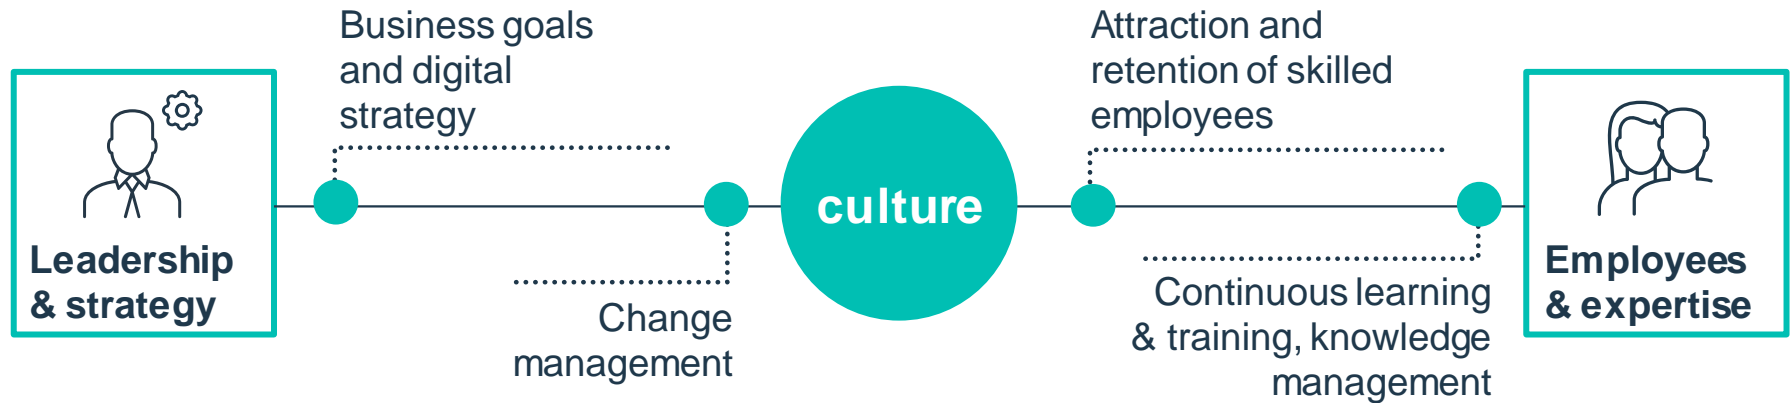 Business goals
and digital
strategy
Attraction and
retention of skilled
employees
culture
Leadership
& strategy
Change
management
Continuous learning
& training, knowledge
management
Employees
& expertise